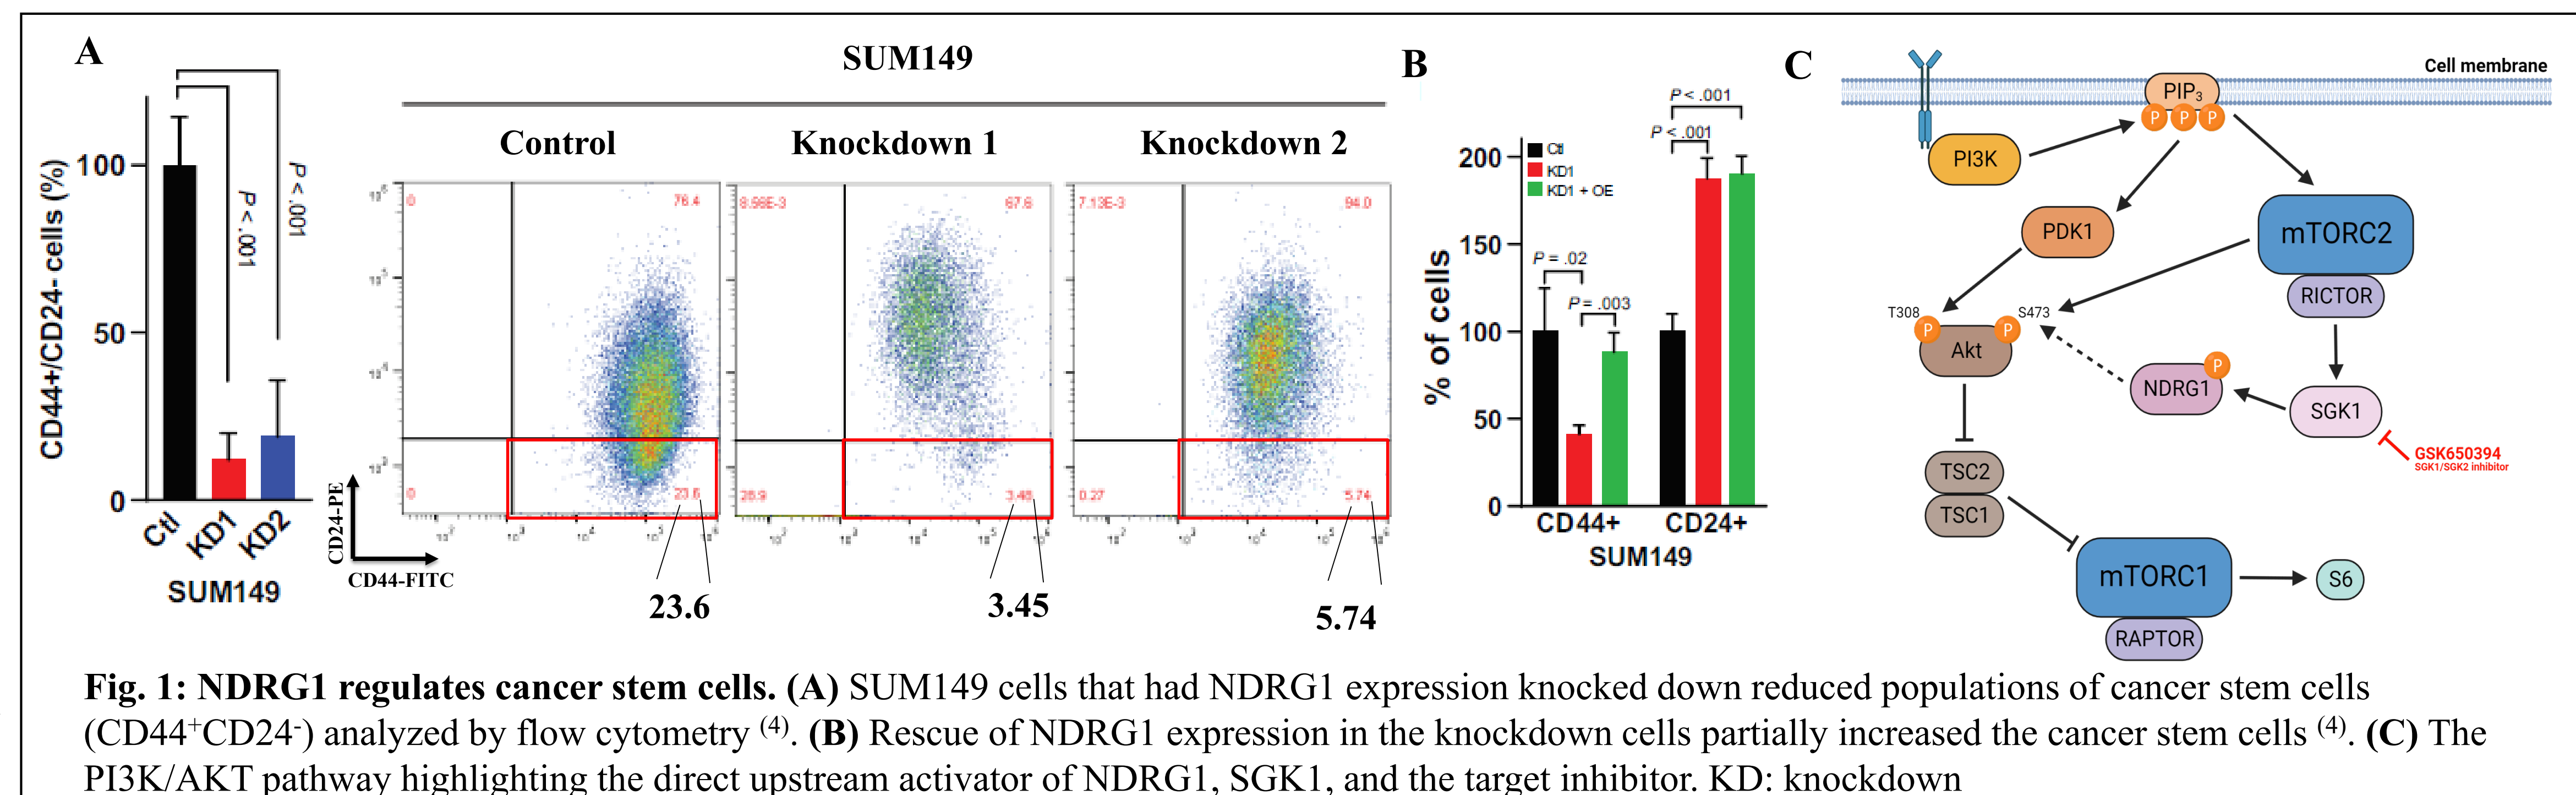 A
SUM149
Control
Knockdown 1
Knockdown 2
CD44+/CD24- cells (%)
100
50
0
P < .001
P < .001
Ctl
KD1
KD2
SUM149
0
76.4
0
23.6
8.56E-3
67.6
28.9
3.45
7.13E-3
94.0
0.27
5.74
CD24-PE
CD44-FITC
23.6
3.45
5.74
B
% of cells
200
150
100
50
0
Ctl
KD1
KD1 + OE
P = .02
P = .003
P < .001
P < .001
CD44+
CD24+
SUM149
C
Cell membrane
PIP3
P P P
PI3K
PDK1
mTORC2
RICTOR
T308
P
P
S473
Akt
P
NDRG1
SGK1
GSK650394
SGK1/SGK2 inhibitor
TSC2
TSC1
mTORC1
RAPTOR
S6
Fig. 1: NDRG1 regulates cancer stem cells. (A) SUM149 cells that had NDRG1 expression knocked down reduced populations of cancer stem cells
(CD44+CD24-) analyzed by flow cytometry (4). (B) Rescue of NDRG1 expression in the knockdown cells partially increased the cancer stem cells (4). (C) The
PI3K/AKT pathway highlighting the direct upstream activator of NDRG1, SGK1, and the target inhibitor. KD: knockdown